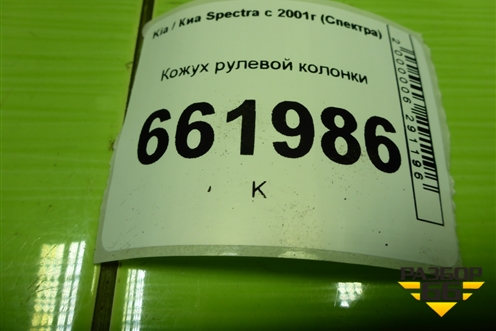 Kia / Киа Spectra с 2001г (Спектра)
Кожух рулевой колонки
661986
К
2000006291196
РАЗБОР